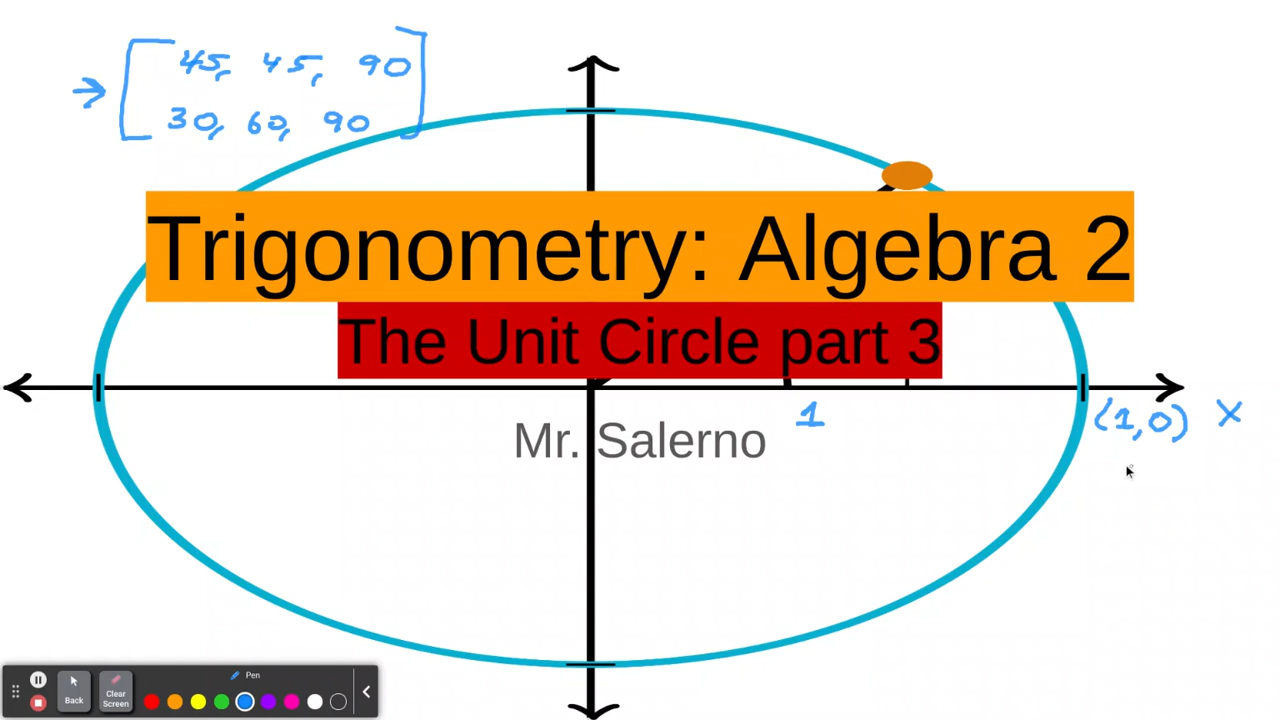 → [45, 45, 90
30, 60, 90]
Trigonometry: Algebra 2
The Unit Circle part 3
1
(1,0) X
Mr. Salerno
Pen
Back
Clear
Screen